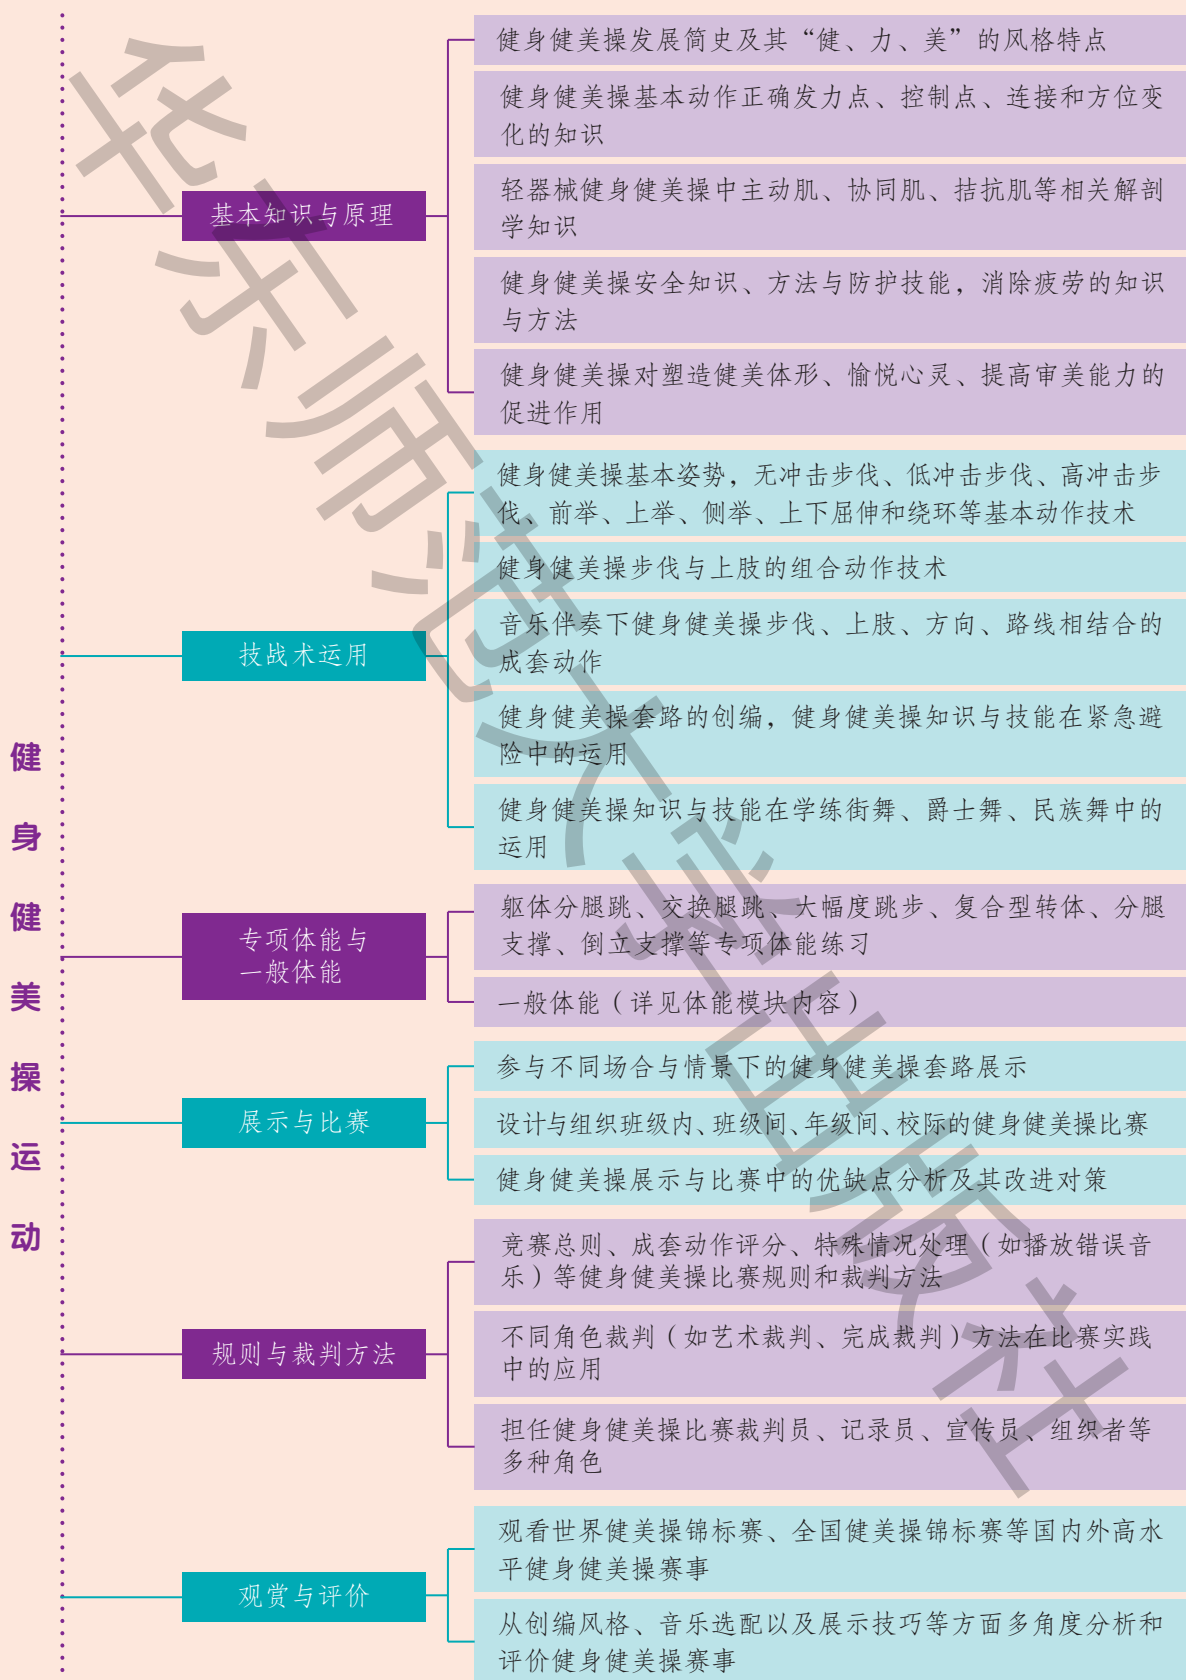 健身健美操运动
基本知识与原理
健身健美操发展简史及其“健、力、美”的风格特点
健身健美操基本动作正确发力点、控制点、连接和方位变
化的知识
轻器械健身健美操中主动肌、协同肌、拮抗肌等相关解剖
学知识
健身健美操安全知识、方法与防护技能，消除疲劳的知识
与方法
健身健美操对塑造健美体形、愉悦心灵、提高审美能力的
促进作用
技战术运用
健身健美操基本姿势，无冲击步伐、低冲击步伐、高冲击步
伐、前举、上举、侧举、上下屈伸和绕环等基本动作技术
健身健美操步伐与上肢的组合动作技术
音乐伴奏下健身健美操步伐、上肢、方向、路线相结合的
成套动作
健身健美操套路的创编，健身健美操知识与技能在紧急避
险中的运用
健身健美操知识与技能在学练街舞、爵士舞、民族舞中的
运用
专项体能与
一般体能
躯体分腿跳、交换腿跳、大幅度跳步、复合型转体、分腿
支撑、倒立支撑等专项体能练习
一般体能（详见体能模块内容）
展示与比赛
参与不同场合与情景下的健身健美操套路展示
设计与组织班级内、班级间、年级间、校际的健身健美操比赛
健身健美操展示与比赛中的优缺点分析及其改进对策
规则与裁判方法
竞赛总则、成套动作评分、特殊情况处理（如播放错误音
乐）等健身健美操比赛规则和裁判方法
不同角色裁判（如艺术裁判、完成裁判）方法在比赛实践
中的应用
担任健身健美操比赛裁判员、记录员、宣传员、组织者等
多种角色
观赏与评价
观看世界健美操锦标赛、全国健美操锦标赛等国内外高水
平健身健美操赛事
从创编风格、音乐选配以及展示技巧等方面多角度分析和
评价健身健美操赛事
华东师范大学出版社